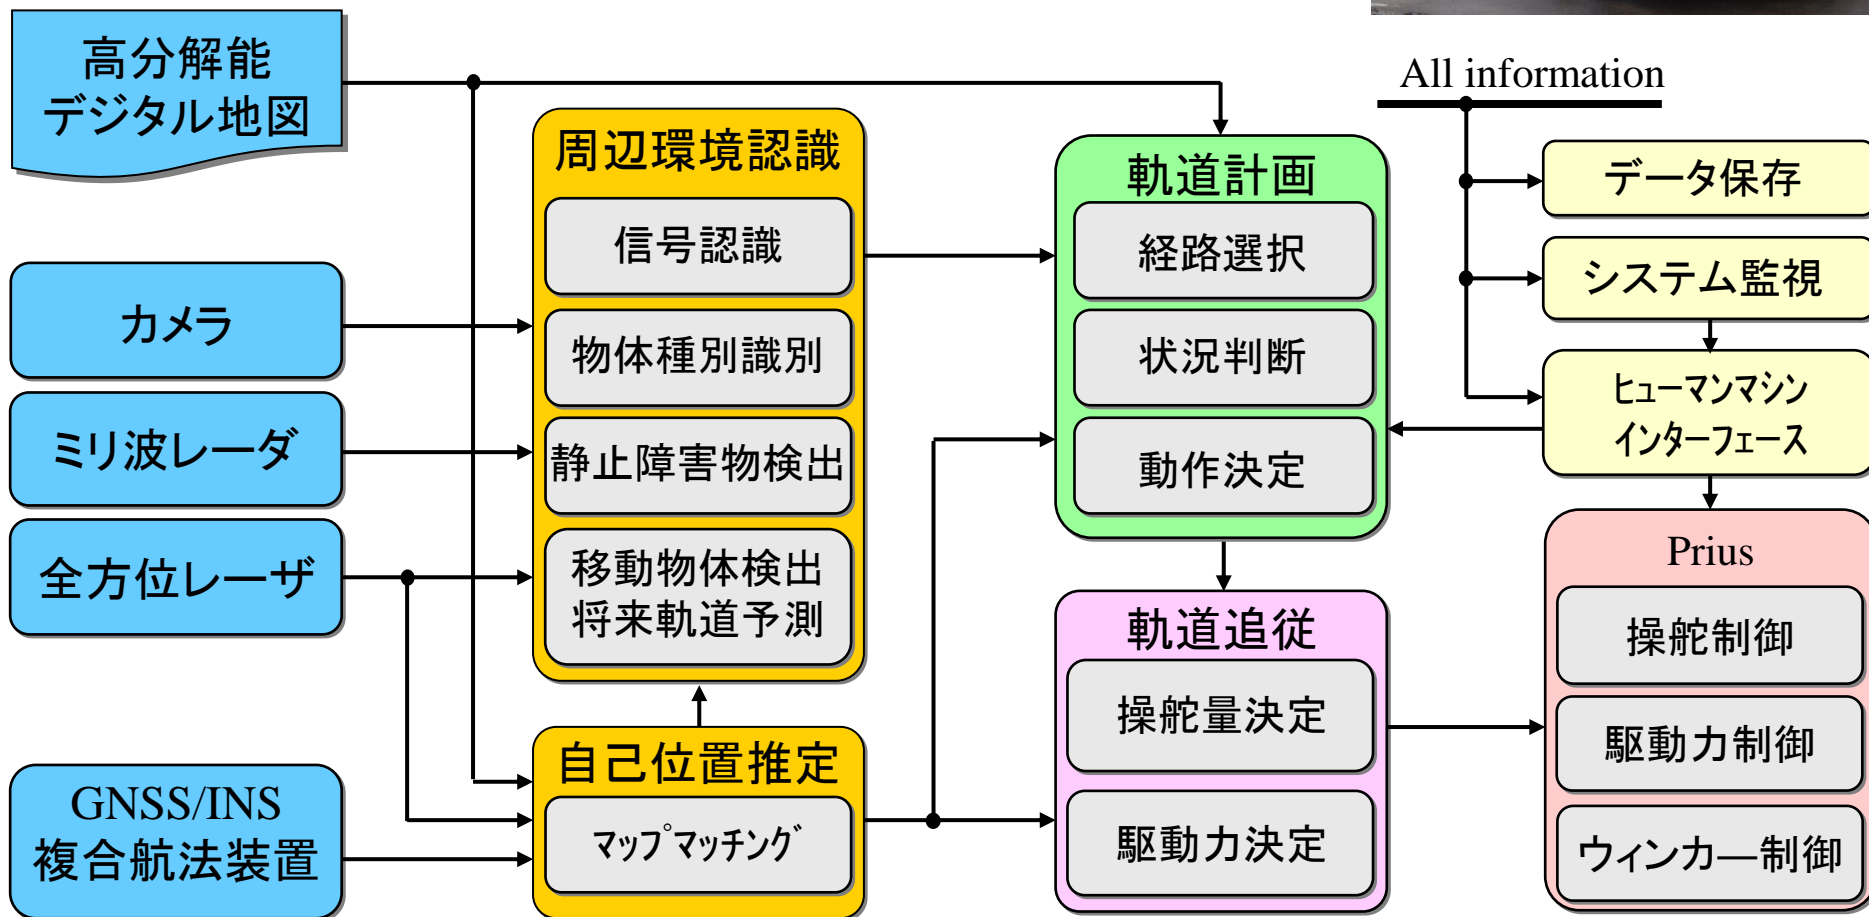 高分解能
デジタル地図
カメラ
ミリ波レーダ
全方位レーザ
GNSS/INS
複合航法装置
周辺環境認識
信号認識
物体種別識別
静止障害物検出
移動物体検出
将来軌道予測
自己位置推定
マップマッチング
軌道計画
経路選択
状況判断
動作決定
軌道追従
操舵量決定
駆動力決定
All information
データ保存
システム監視
ヒューマンマシン
インターフェース
Prius
操舵制御
駆動力制御
ウィンカ―制御